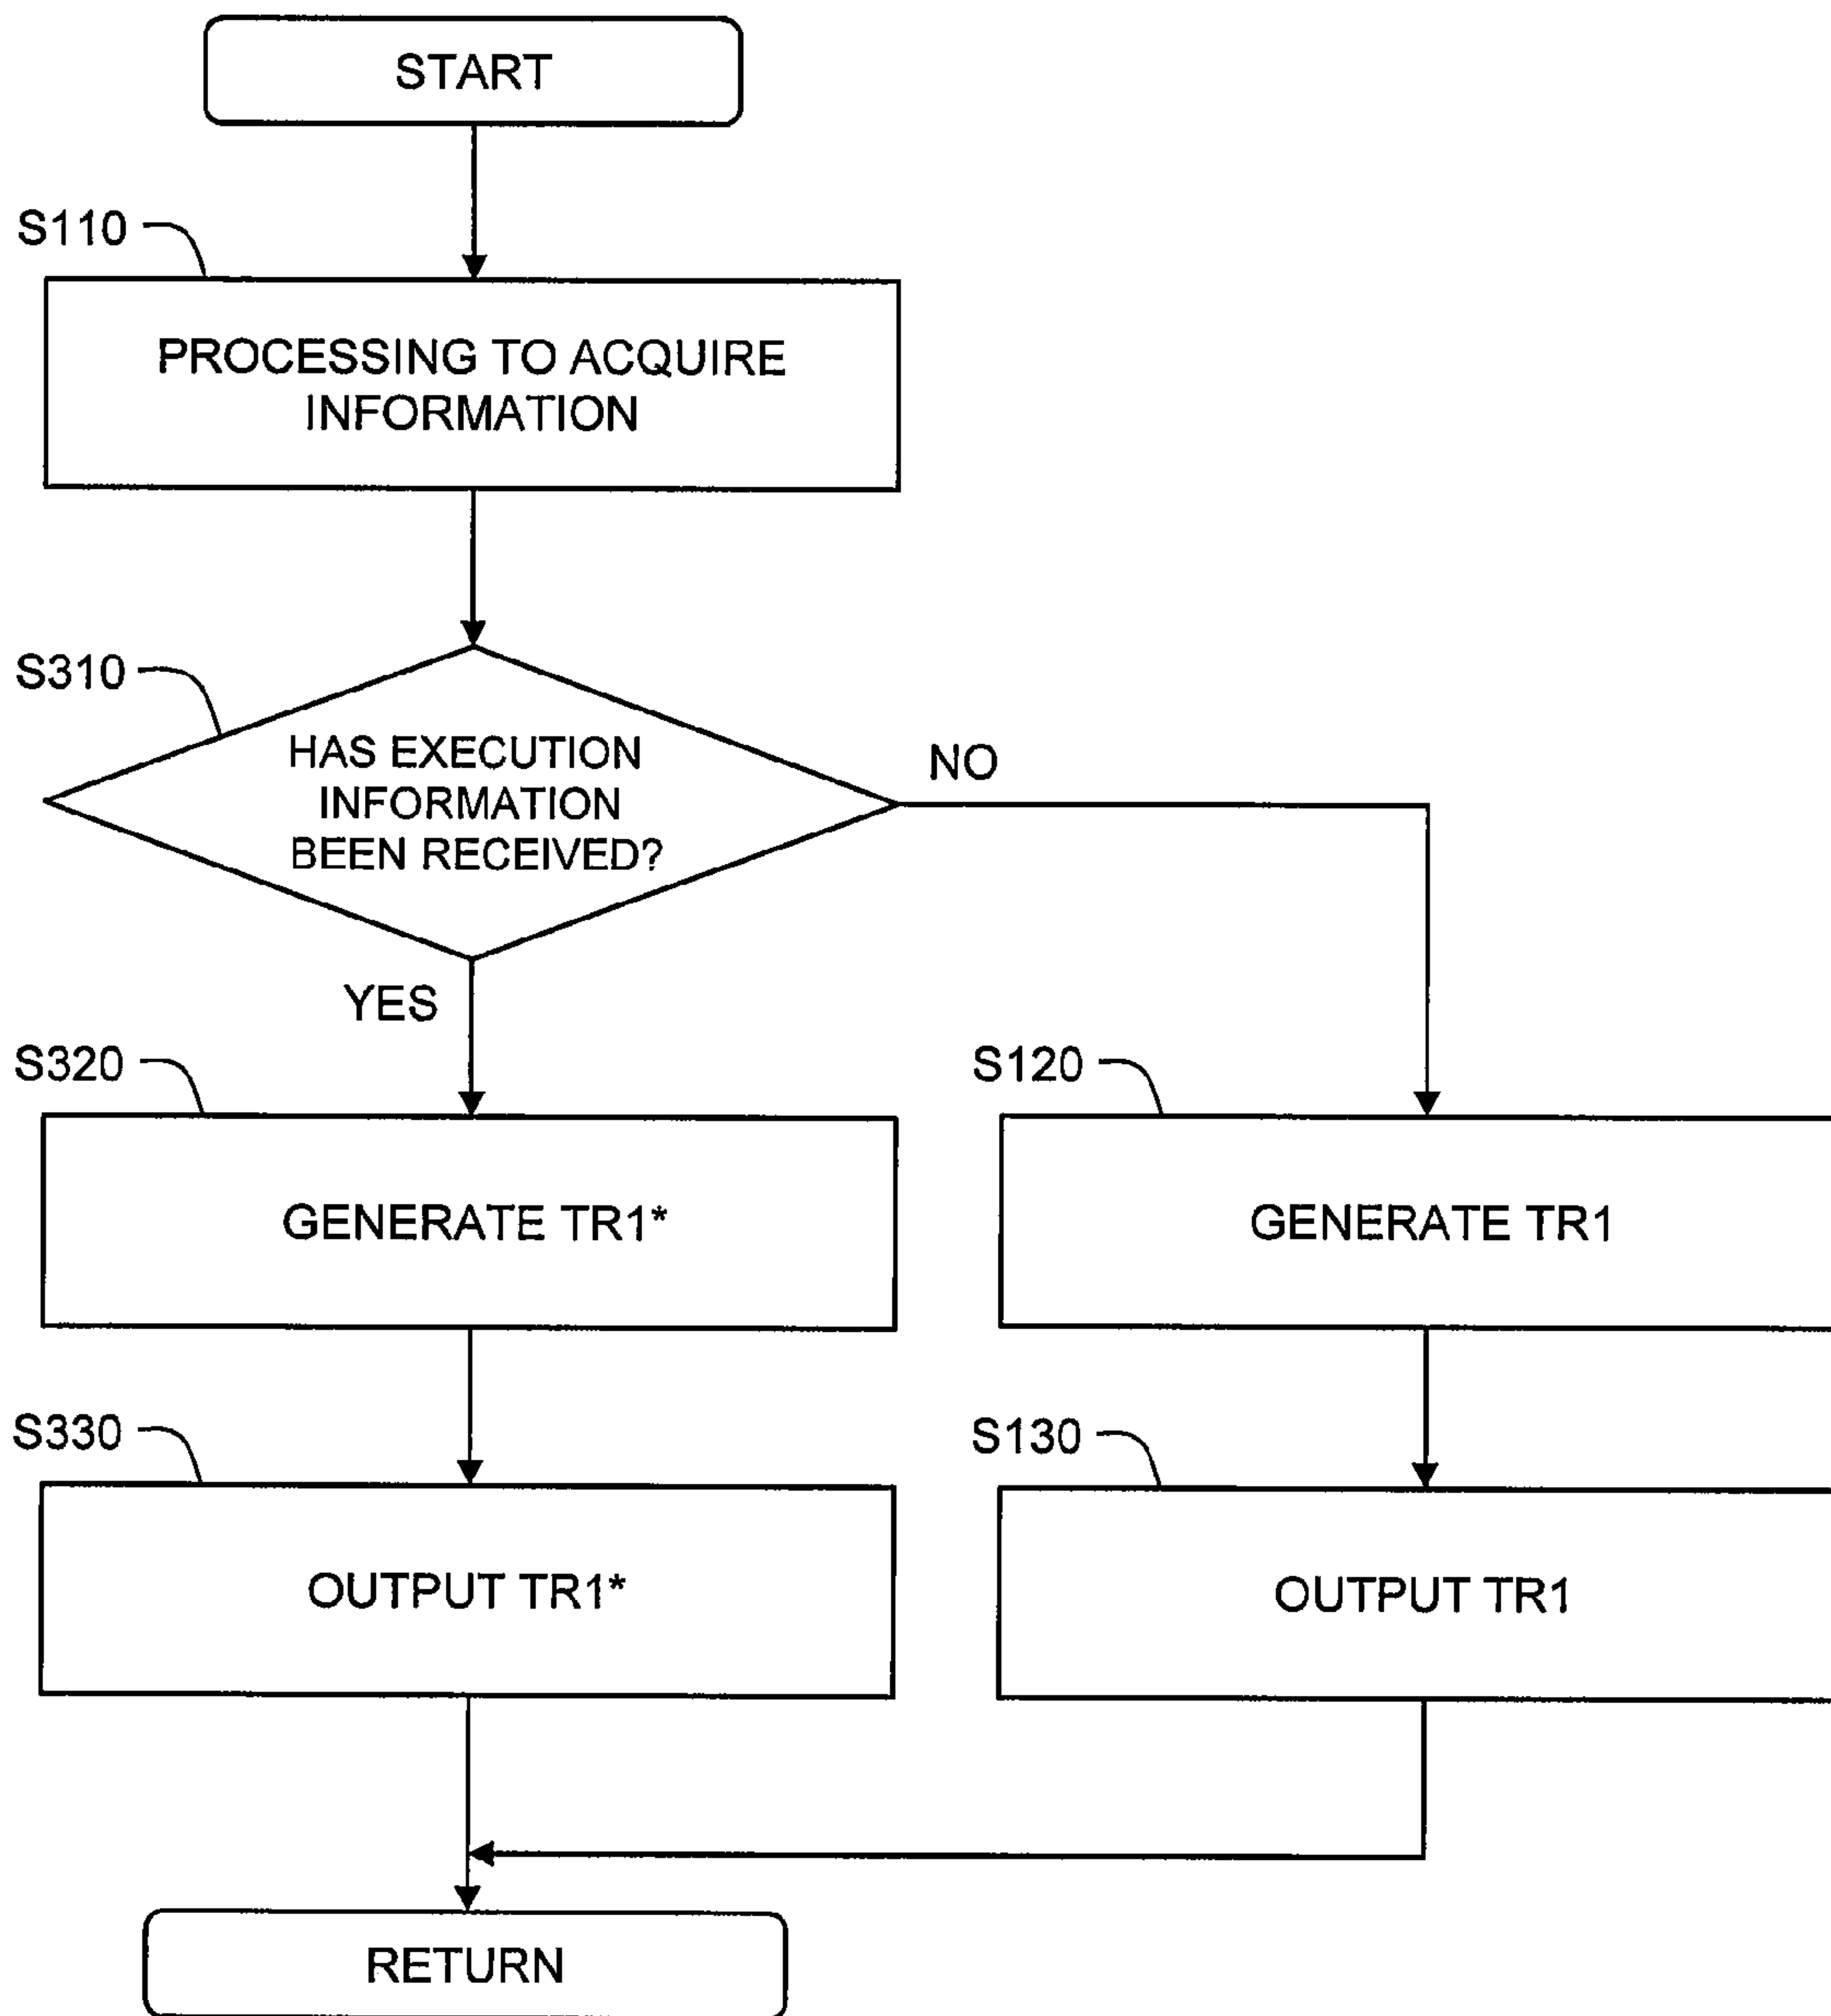 START
S110
PROCESSING TO ACQUIRE
INFORMATION
S310
HAS EXECUTION
INFORMATION
BEEN RECEIVED?
NO
YES
S320
GENERATE TR1*
S120
GENERATE TR1
S330
OUTPUT TR1*
S130
OUTPUT TR1
RETURN